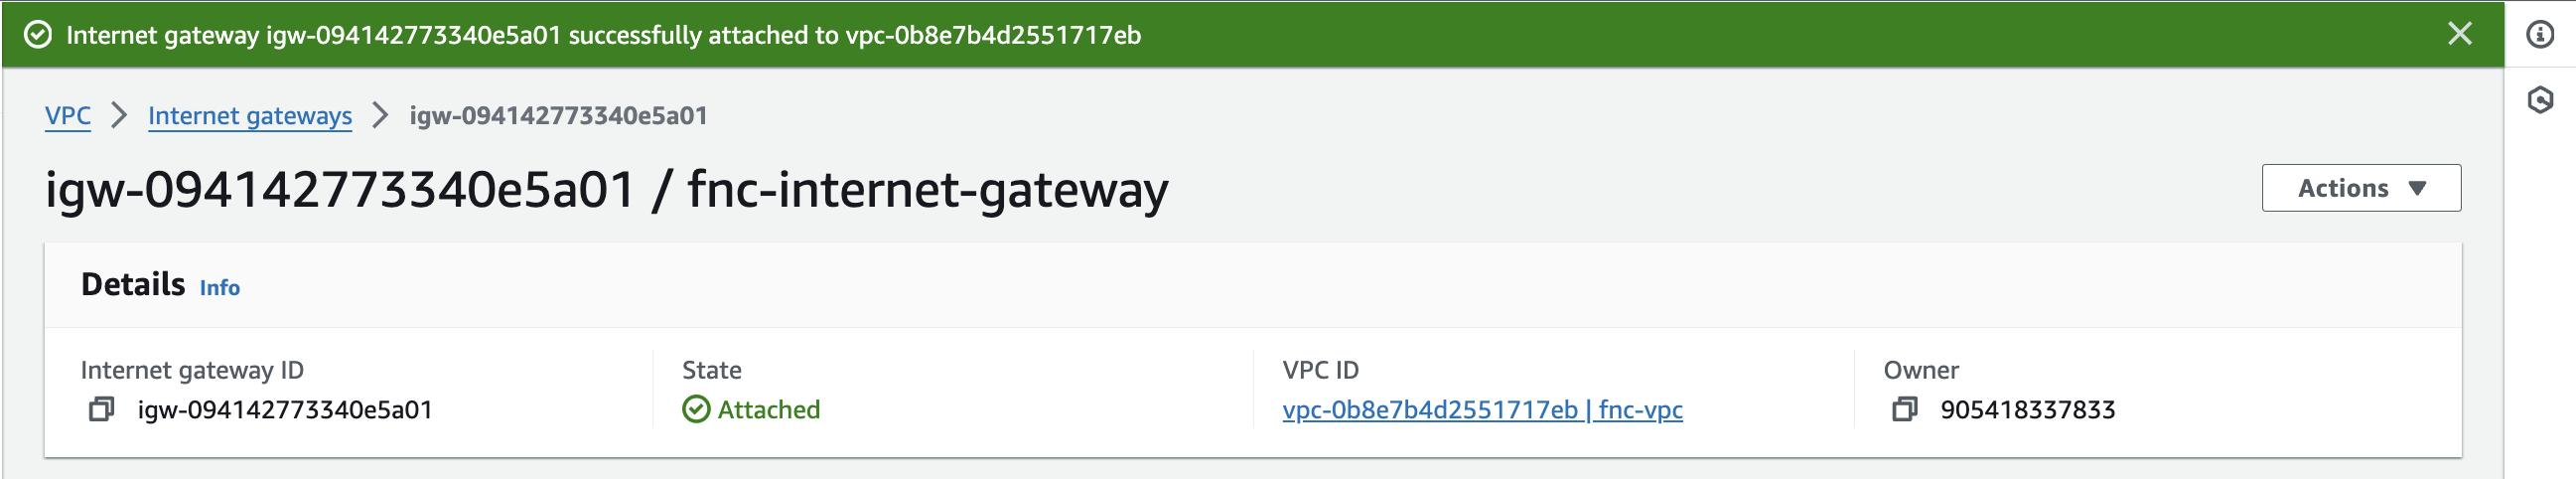 Internet gateway igw-094142773340e5a01 successfully attached to vpc-0b8e7b4d2551717eb
VPC > Internet gateways > igw-094142773340e5a01
igw-094142773340e5a01 / fnc-internet-gateway
Actions
Details Info
Internet gateway ID
igw-094142773340e5a01
State
Attached
VPC ID
vpc-0b8e7b4d2551717eb | fnc-vpc
Owner
905418337833